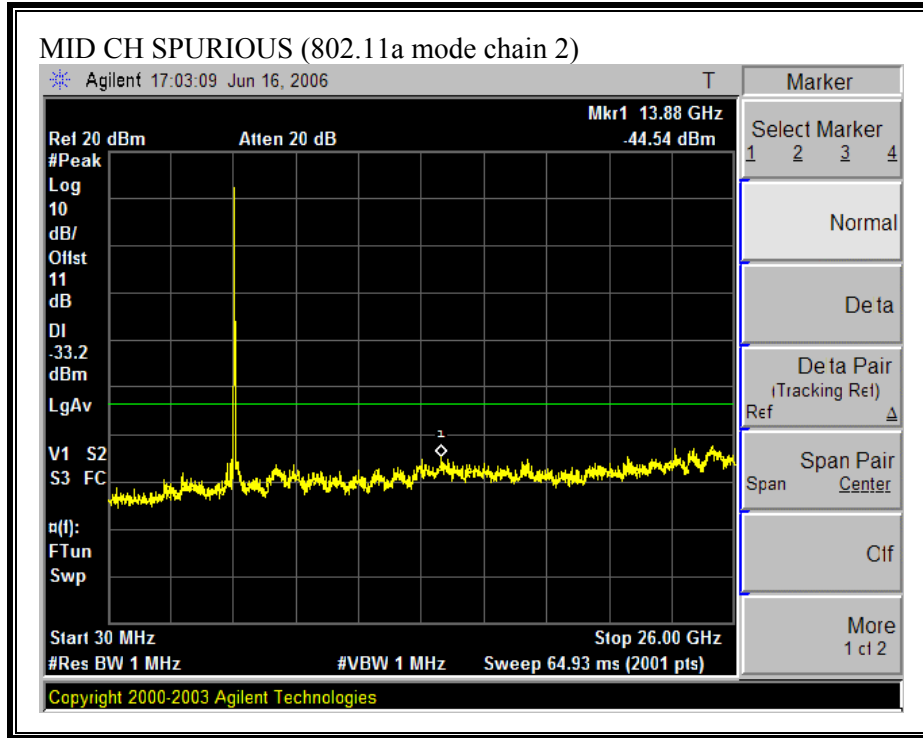 MID CH SPURIOUS (802.11a mode chain 2)
Agilent 17:03:09 Jun 16, 2006 T
Mkr1 13.88 GHz
Ref 20 dBm Atten 20 dB -44.54 dBm
#Peak
Log
10
dB/
Offst
11
dB
DI
-33.2
dBm
LgAv
V1 S2
S3 FC
¤(f):
FTun
Swp
1
Start 30 MHz Stop 26.00 GHz
#Res BW 1 MHz #VBW 1 MHz Sweep 64.93 ms (2001 pts)
Copyright 2000-2003 Agilent Technologies
Marker
Select Marker
1 2 3 4
Normal
Delta
Delta Pair
(Tracking Ref)
Ref Δ
Span Pair
Span Center
Off
More
1 of 2